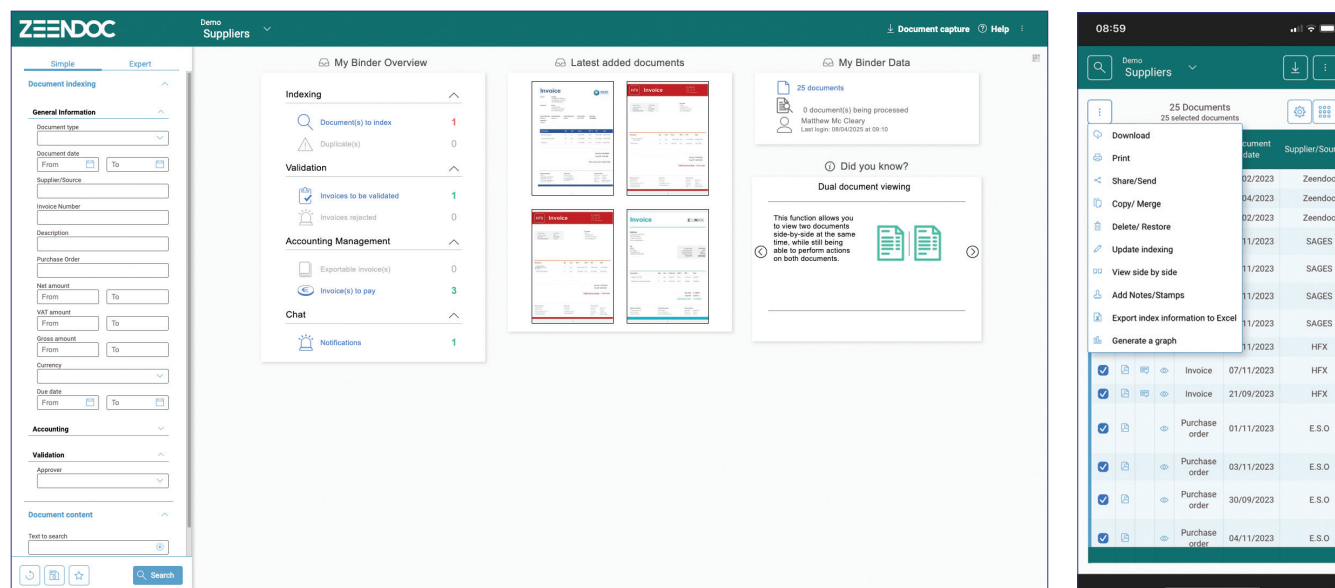 ZEENDOC
Demo
Suppliers
Document capture
Help
Simple
Expert
Document indexing
General Information
Document type
Document date
From
To
Supplier/Source
Invoice Number
Description
Purchase Order
Net amount
From
To
VAT amount
From
To
Gross amount
From
To
Currency
Due date
From
To
Accounting
Validation
Approver
Document content
Text to search
Search
My Binder Overview
Indexing
Document(s) to index 1
Duplicate(s) 0
Validation
Invoices to be validated 1
Invoices rejected 0
Accounting Management
Exportable invoice(s) 0
Invoice(s) to pay 3
Chat
Notifications 1
Latest added documents
Invoice
HFX Invoice
HFX Invoice
Invoice
My Binder Data
25 documents
0 document(s) being processed
Matthew Mc Cleary
Last login: 08/04/2025 at 09:10
Did you know?
Dual document viewing
This function allows you
to view two documents
side-by-side at the same
time, while still being
able to perform actions
on both documents.
08:59
Demo
Suppliers
25 Documents
25 selected documents
Download
Print
Share/Send
Copy/ Merge
Delete/ Restore
Update indexing
View side by side
Add Notes/Stamps
Export index information to Excel
Generate a graph
cument
date
Supplier/Sour
02/2023 Zeendoc
04/2023 Zeendoc
02/2023 Zeendoc
11/2023 SAGES
11/2023 SAGES
11/2023 SAGES
11/2023 SAGES
11/2023 HFX
Invoice 07/11/2023 HFX
Invoice 21/09/2023 HFX
Purchase
order 01/11/2023 E.S.O
Purchase
order 03/11/2023 E.S.O
Purchase
order 30/09/2023 E.S.O
Purchase
order 04/11/2023 E.S.O